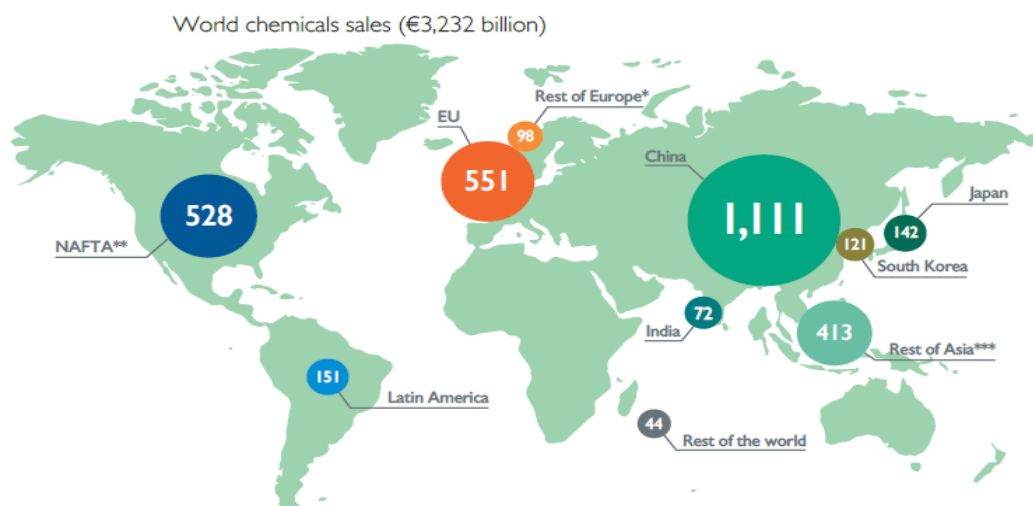 World chemicals sales (€3,232 billion)
Rest of Europe*
EU
98
China
551
1,111
Japan
528
142
NAFTA**
121
South Korea
72
India
413
Rest of Asia***
151
Latin America
44
Rest of the world